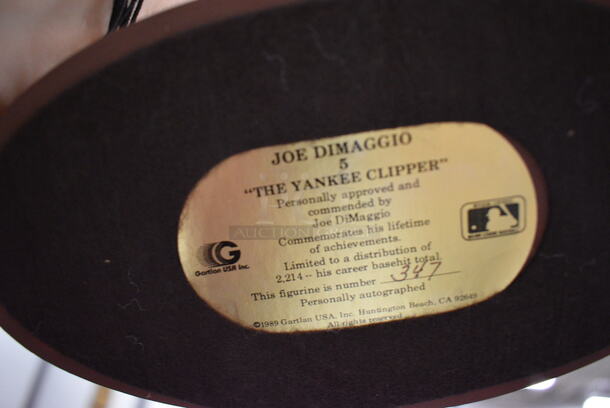 JOE DIMAGGIO
5
"THE YANKEE CLIPPER"
Personally approved and
commended by
Joe DiMaggio
Commemorates his lifetime
of achievements.
Limited to a distribution of
2,214 -- his career basehit total.
This figurine is number 347
Personally autographed
©1989 Gartlan USA, Inc. Huntington Beach, CA 92649
All rights reserved
G
Gartlan USA Inc.
AUCTION